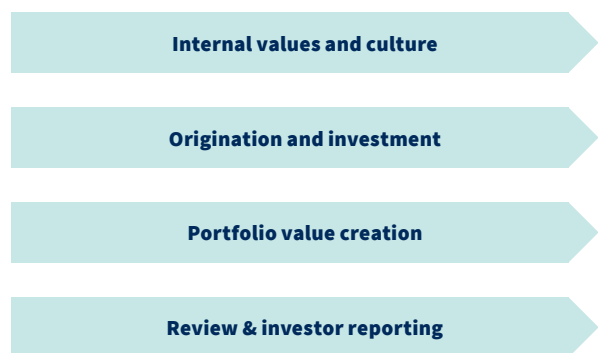 Internal values and culture
Origination and investment
Portfolio value creation
Review & investor reporting